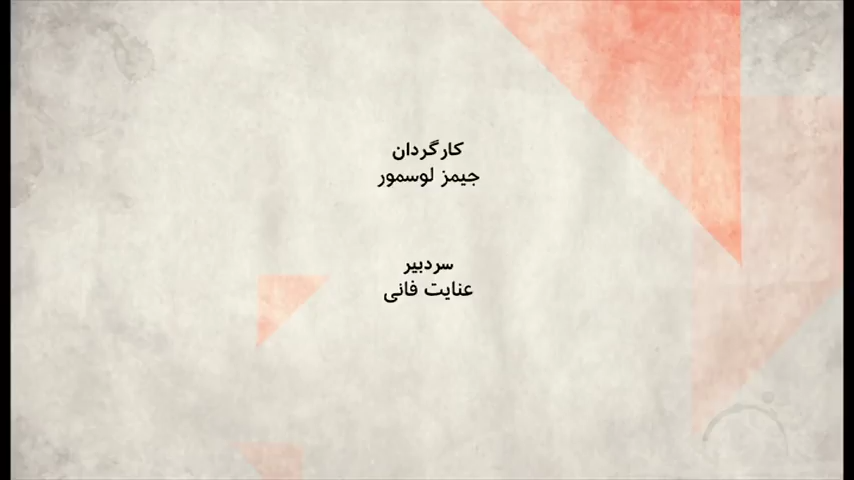 کارگردان
جیمز لوسمور
سردبیر
عنایت فانی